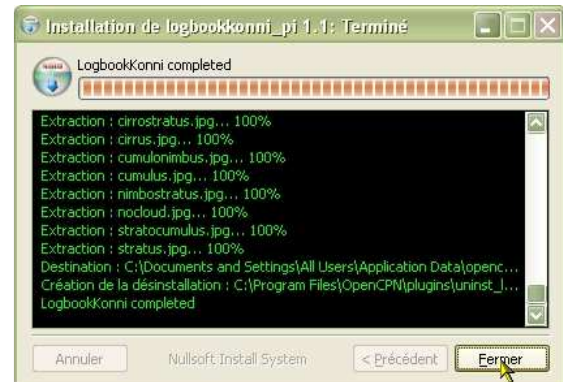 Installation de logbookkonni_pi 1.1: Terminé
LogbookKonni completed
Extraction : cirrostratus.jpg... 100%
Extraction : cirrus.jpg... 100%
Extraction : cumulonimbus.jpg... 100%
Extraction : cumulus.jpg... 100%
Extraction : nimbostratus.jpg... 100%
Extraction : nocloud.jpg... 100%
Extraction : stratocumulus.jpg... 100%
Extraction : stratus.jpg... 100%
Destination : C:\Documents and Settings\All Users\Application Data\openc...
Création de la désinstallation : C:\Program Files\OpenCPN\plugins\uninst_l...
LogbookKonni completed
Annuler
Nullsoft Install System
< Précédent
Fermer